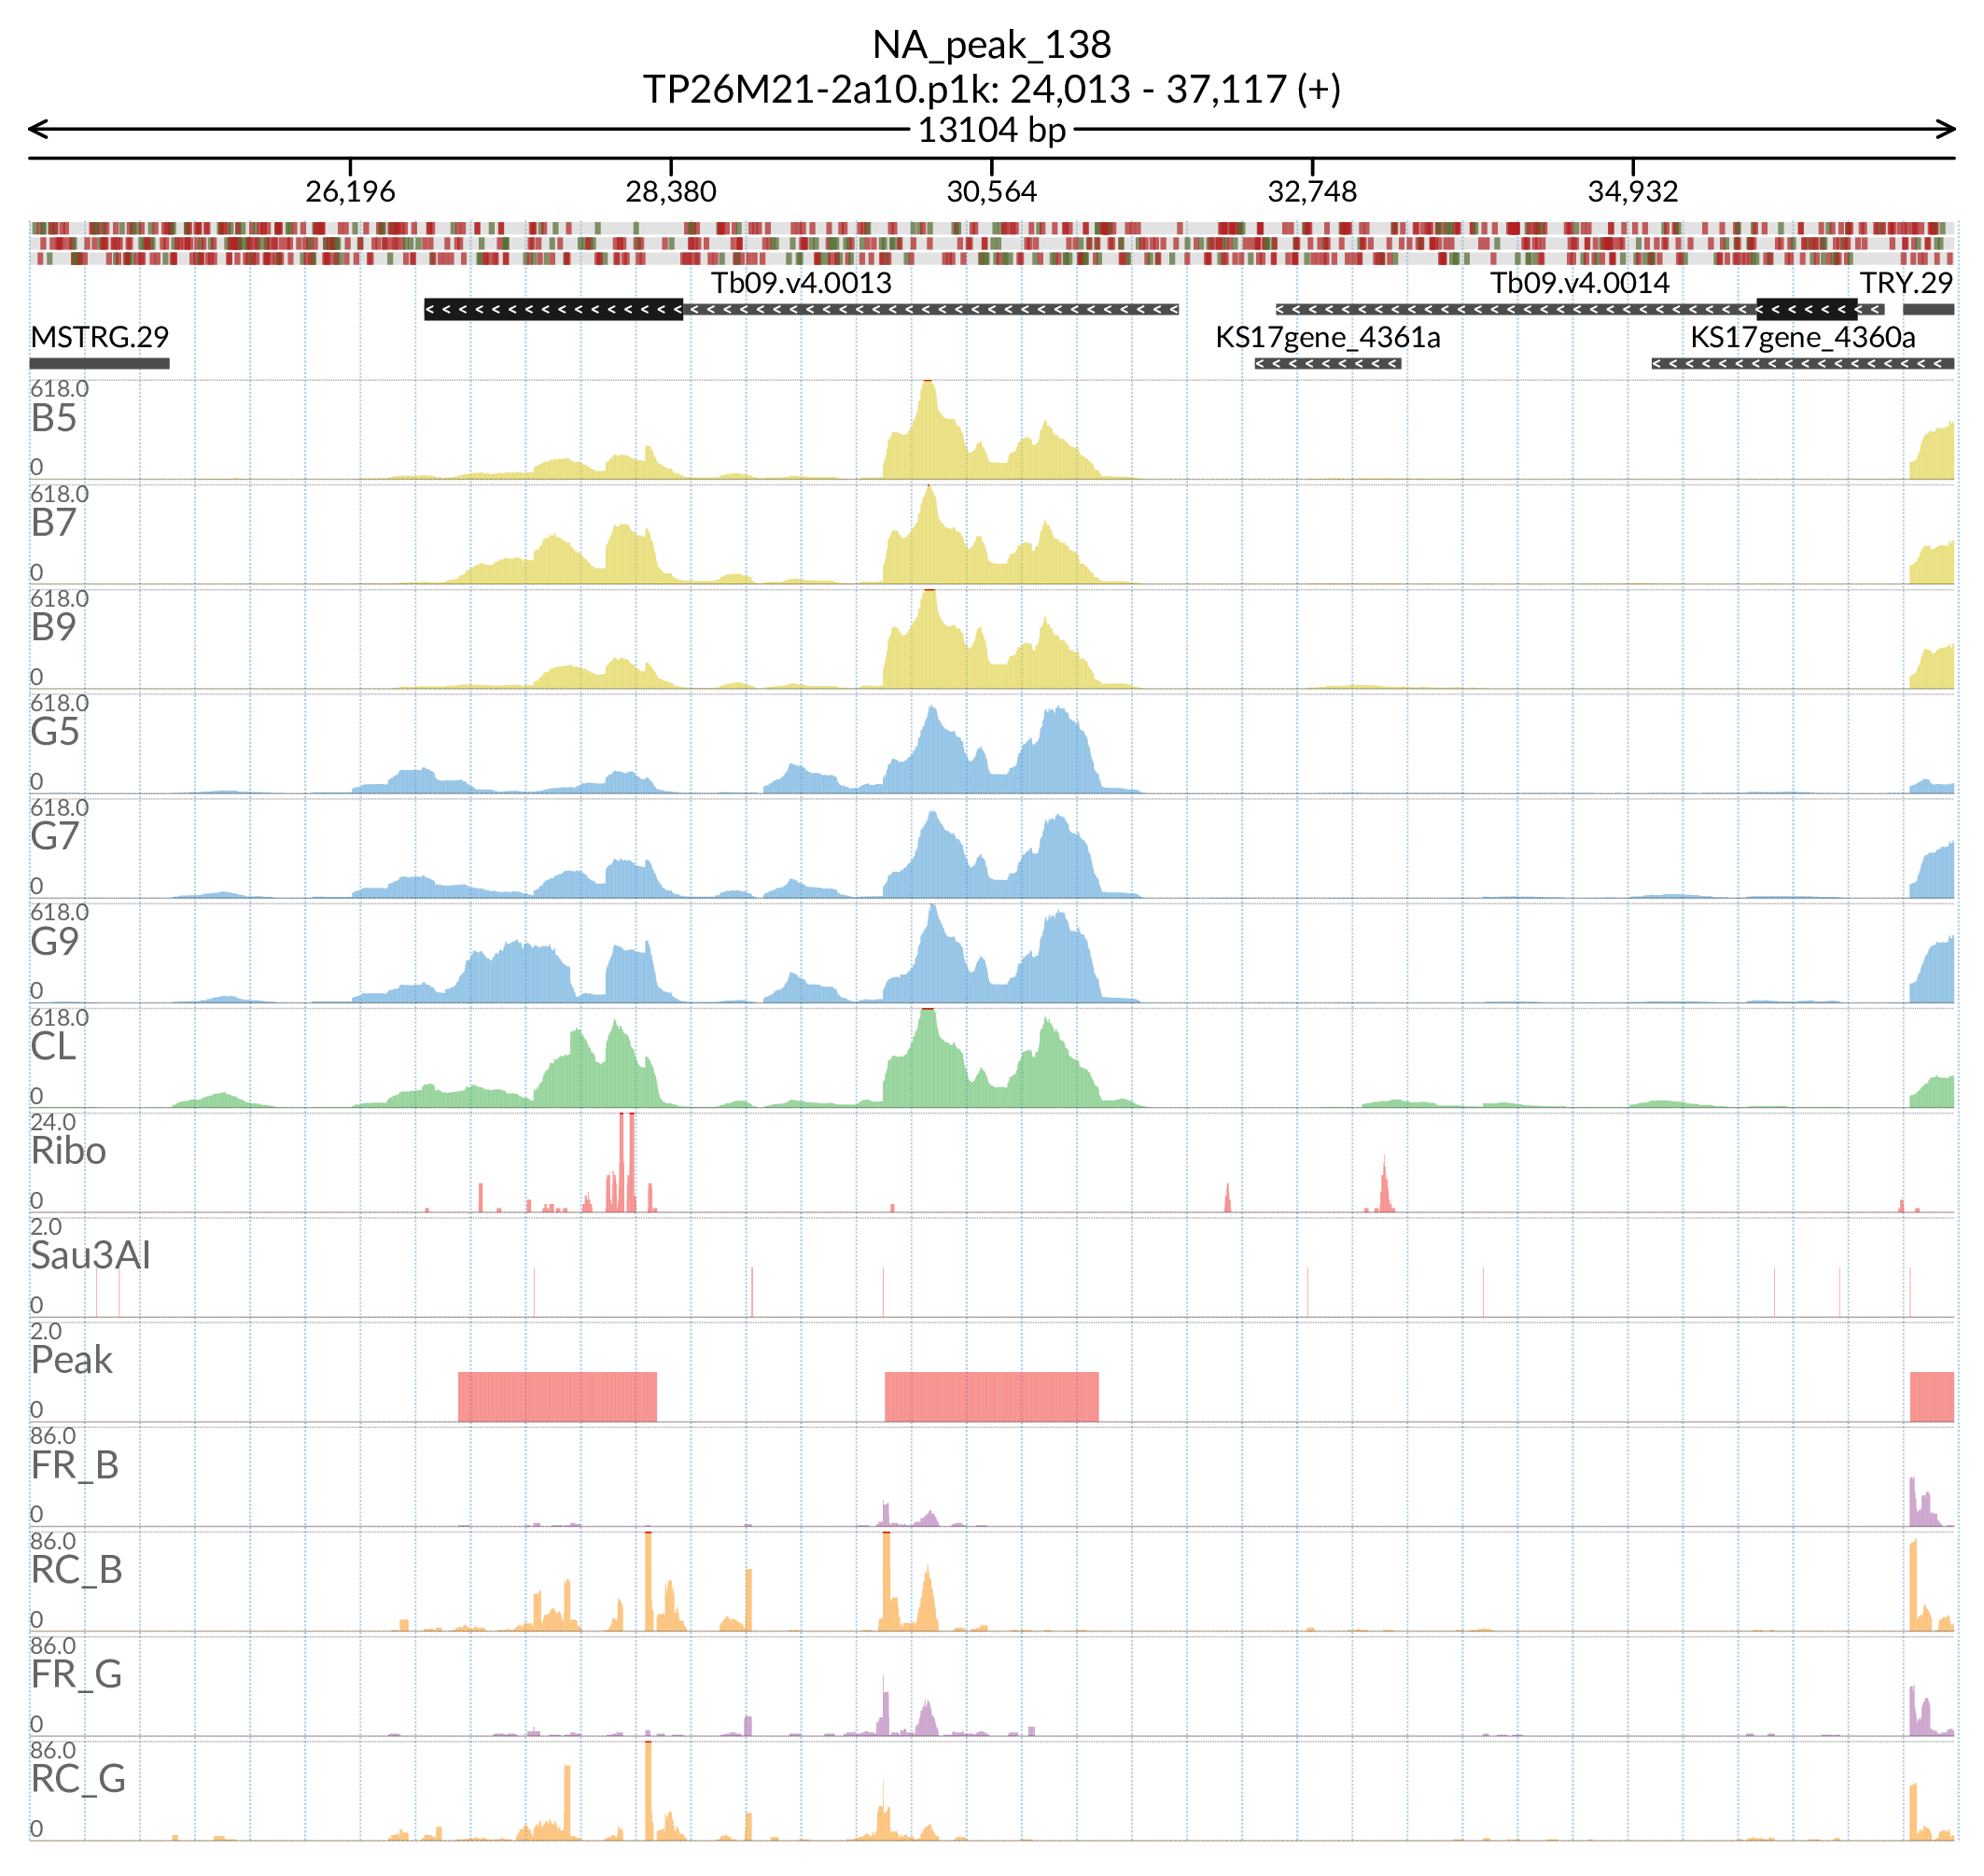 NA_peak_138
TP26M21-2a10.p1k: 24,013 - 37,117 (+)
13104 bp
26,196 28,380 30,564 32,748 34,932
Tb09.v4.0013 Tb09.v4.0014 TRY.29
MSTRG.29 KS17gene_4361a KS17gene_4360a
618.0
B5
0
618.0
B7
0
618.0
B9
0
618.0
G5
0
618.0
G7
0
618.0
G9
0
618.0
CL
0
24.0
Ribo
0
2.0
Sau3AI
0
2.0
Peak
0
86.0
FR_B
0
86.0
RC_B
0
86.0
FR_G
0
86.0
RC_G
0